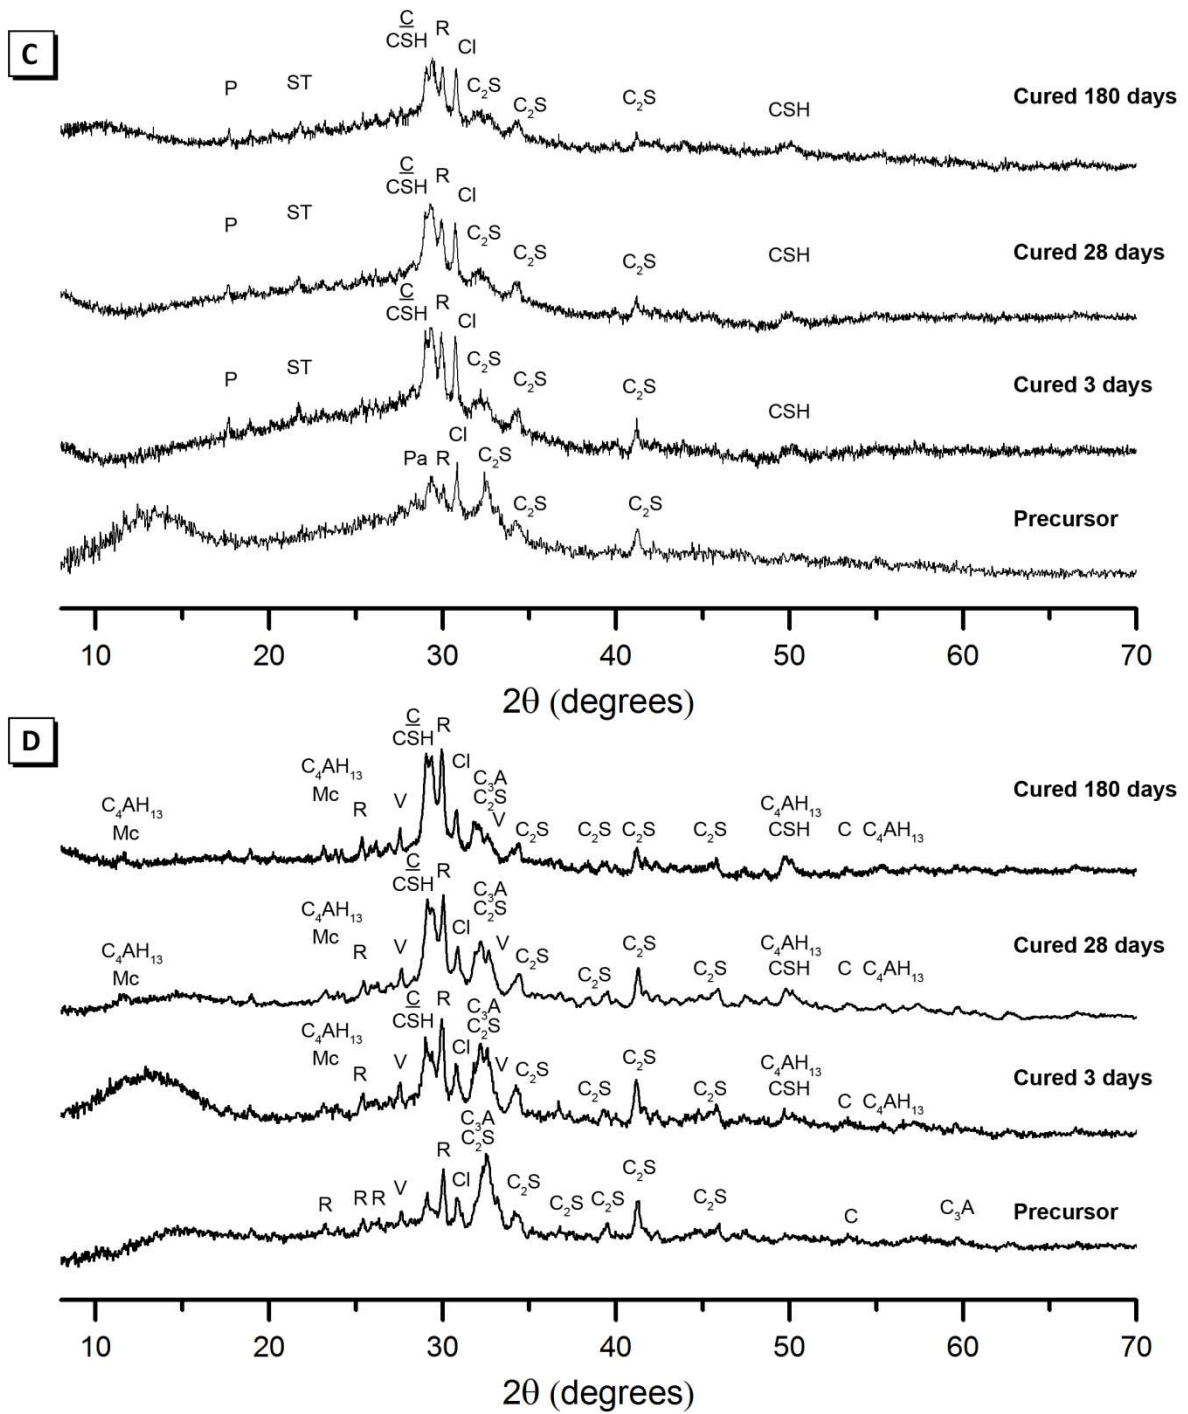 C
C
CSH
R
Cl
P
ST
C₂S
C₂S
C₂S
CSH
Cured 180 days
C
CSH
R
Cl
P
ST
C₂S
C₂S
C₂S
CSH
Cured 28 days
C
CSH
R
Cl
P
ST
C₂S
C₂S
C₂S
CSH
Cured 3 days
Pa
R
Cl
C₂S
C₂S
C₂S
Precursor
10 20 30 40 50 60 70
2θ (degrees)
D
C₄AH₁₃
Mc
C₄AH₁₃
Mc
R
V
C
CSH
R
Cl
C₃A
C₂S
V
C₂S
C₂S
C₂S
C₂S
C₄AH₁₃
CSH
C
C₄AH₁₃
Cured 180 days
C₄AH₁₃
Mc
C₄AH₁₃
Mc
R
V
C
CSH
R
Cl
C₃A
C₂S
V
C₂S
C₂S
C₂S
C₂S
C₄AH₁₃
CSH
C
C₄AH₁₃
Cured 28 days
C₄AH₁₃
Mc
R
V
C
CSH
R
Cl
C₃A
C₂S
V
C₂S
C₂S
C₂S
C₂S
C₄AH₁₃
CSH
C
C₄AH₁₃
Cured 3 days
R
R
R
V
R
Cl
C₃A
C₂S
C₂S
C₂S
C₂S
C₂S
C₂S
C
C₃A
Precursor
10 20 30 40 50 60 70
2θ (degrees)